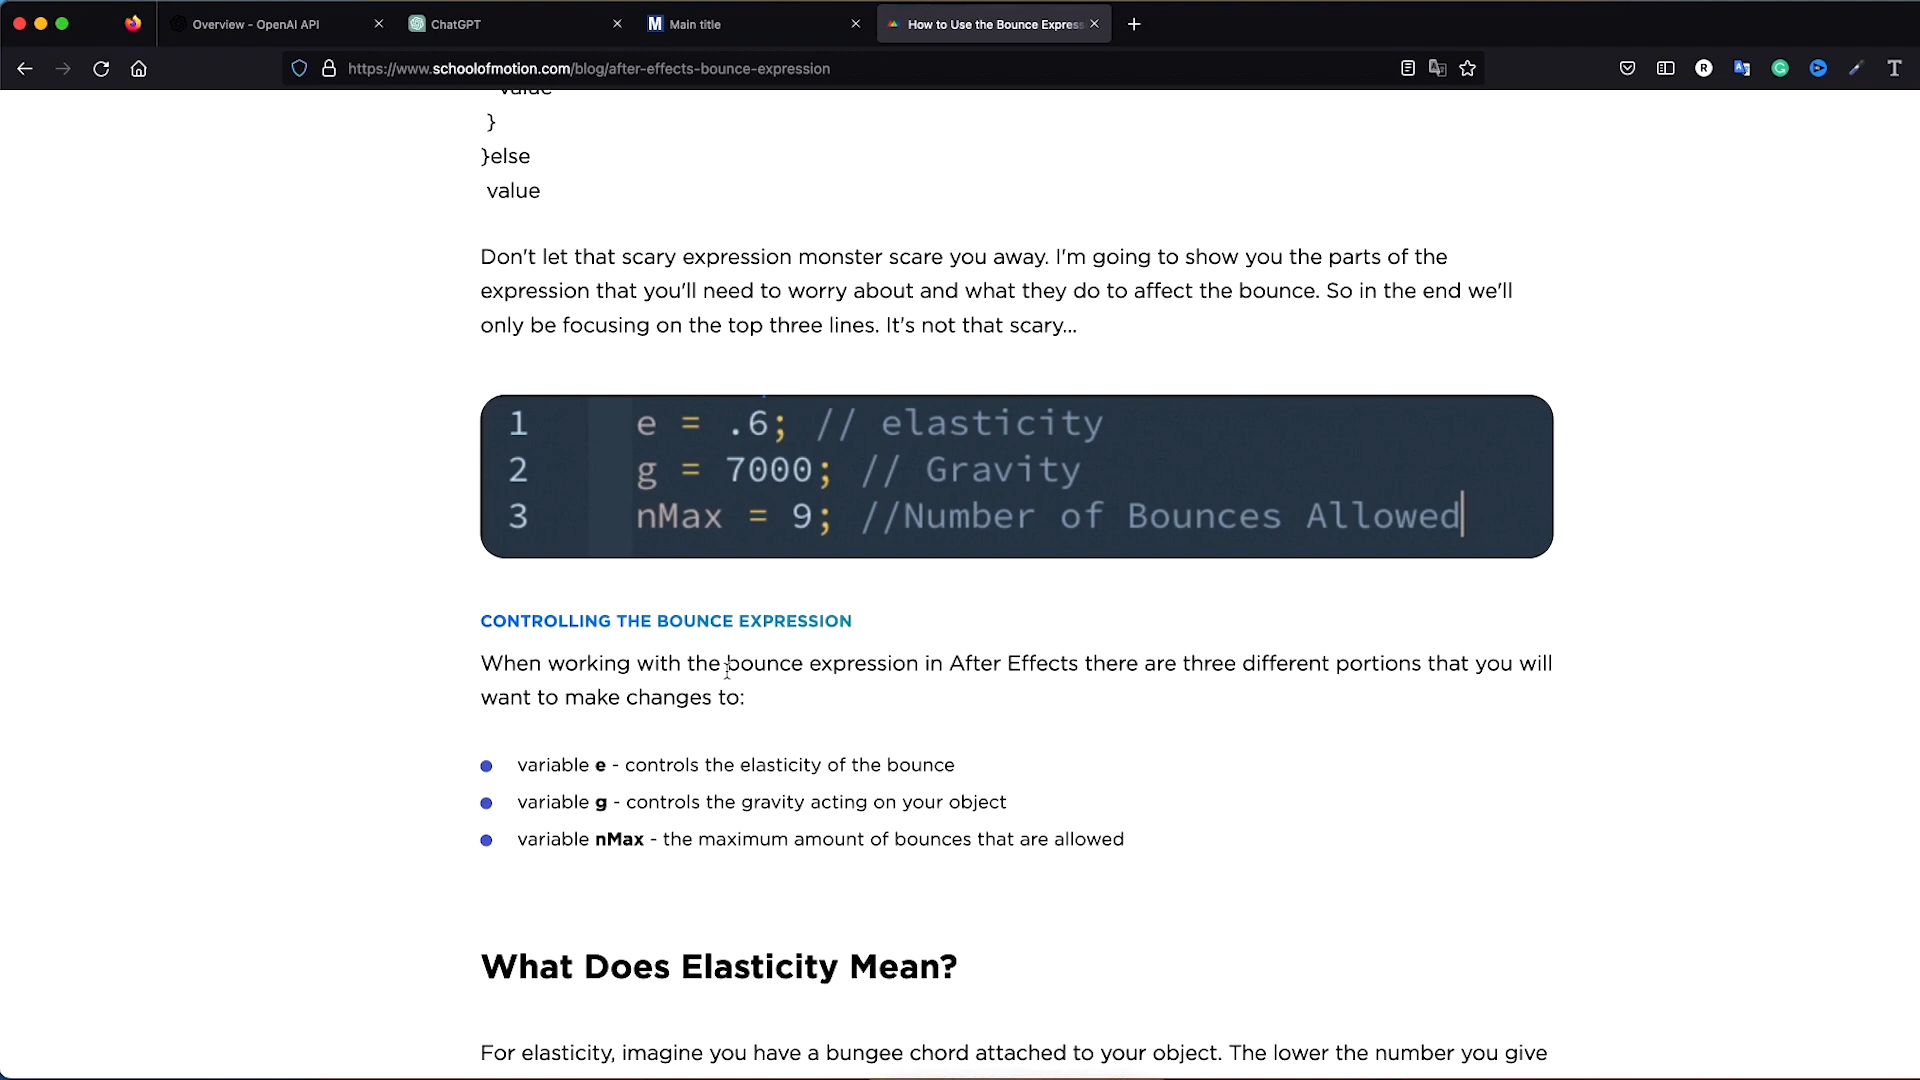 Overview - OpenAI API
ChatGPT
M Main title
How to Use the Bounce Express
https://www.schoolofmotion.com/blog/after-effects-bounce-expression
value
}
}else
value
Don't let that scary expression monster scare you away. I'm going to show you the parts of the
expression that you'll need to worry about and what they do to affect the bounce. So in the end we'll
only be focusing on the top three lines. It's not that scary...
1 e = .6; // elasticity
2 g = 7000; // Gravity
3 nMax = 9; //Number of Bounces Allowed
CONTROLLING THE BOUNCE EXPRESSION
When working with the bounce expression in After Effects there are three different portions that you will
want to make changes to:
variable e - controls the elasticity of the bounce
variable g - controls the gravity acting on your object
variable nMax - the maximum amount of bounces that are allowed
What Does Elasticity Mean?
For elasticity, imagine you have a bungee chord attached to your object. The lower the number you give